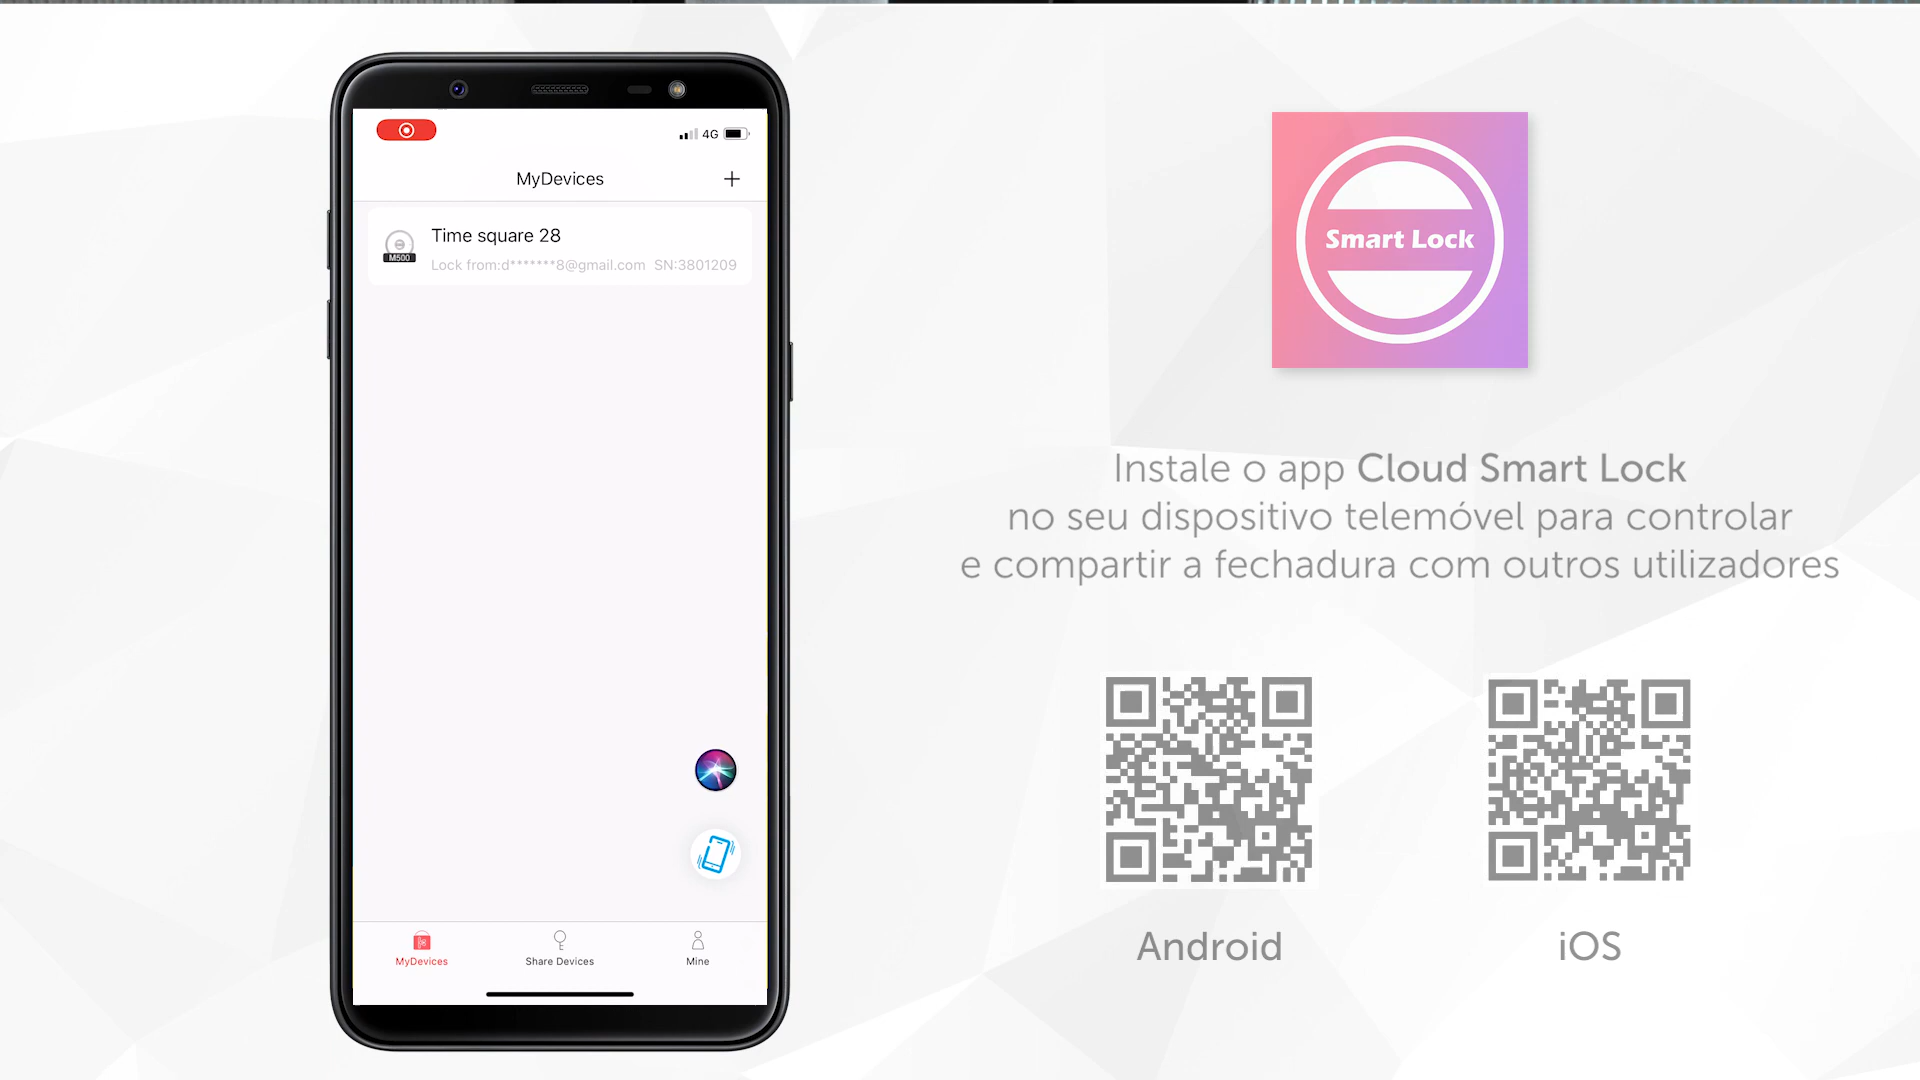 4G
MyDevices
Time square 28
M500
Lock from:d*******8@gmail.com SN:3801209
MyDevices
Share Devices
Mine
Smart Lock
Instale o app Cloud Smart Lock
no seu dispositivo telemóvel para controlar
e compartir a fechadura com outros utilizadores
Android
iOS